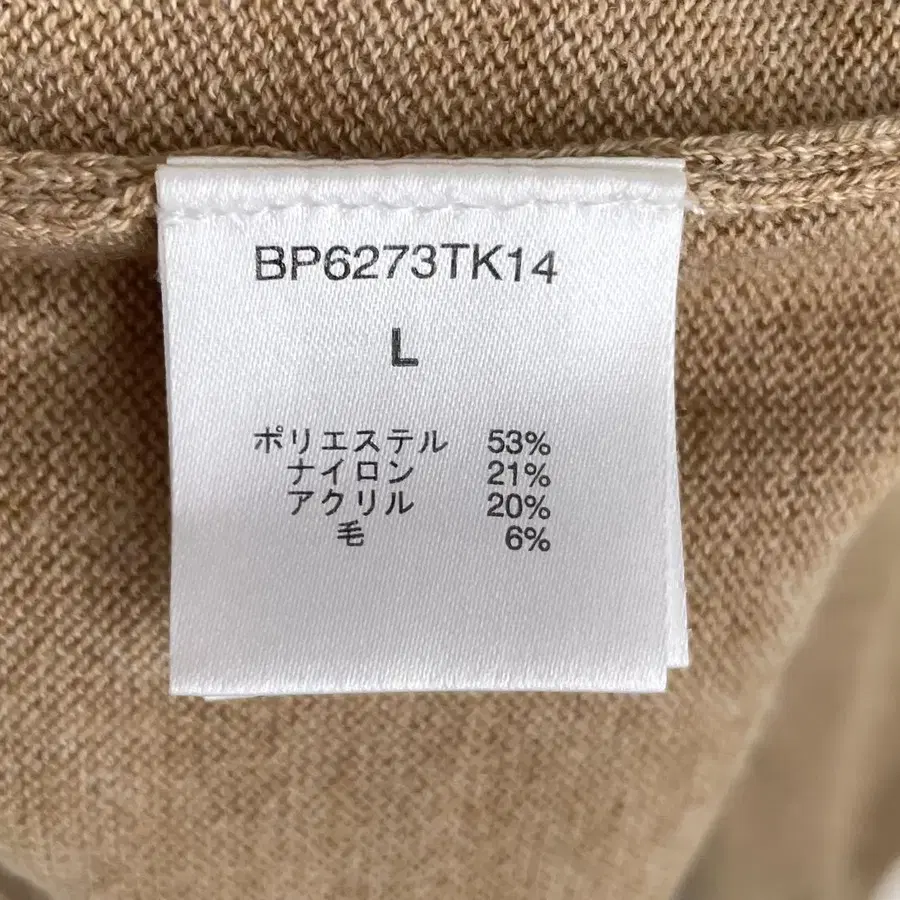 BP6273TK14
L
ポリエステル 53%
ナイロン 21%
アクリル 20%
毛 6%